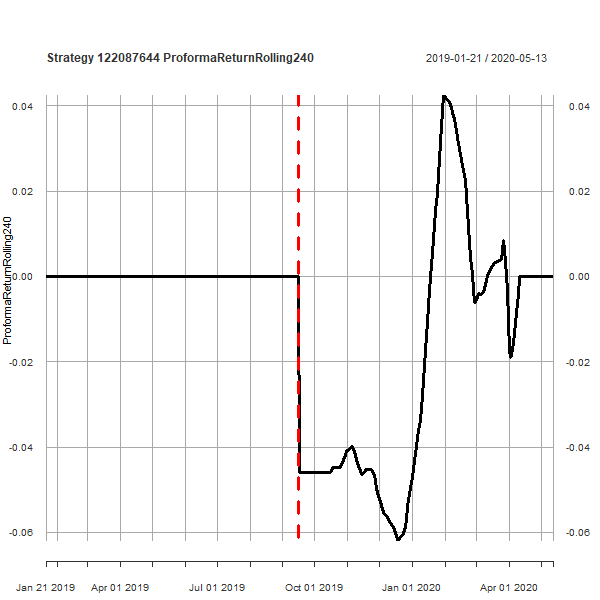 Strategy 122087644 ProformaReturnRolling240
2019-01-21 / 2020-05-13
ProformaReturnRolling240
0.04
0.02
0.00
-0.02
-0.04
-0.06
0.04
0.02
0.00
-0.02
-0.04
-0.06
Jan 21 2019
Apr 01 2019
Jul 01 2019
Oct 01 2019
Jan 01 2020
Apr 01 2020